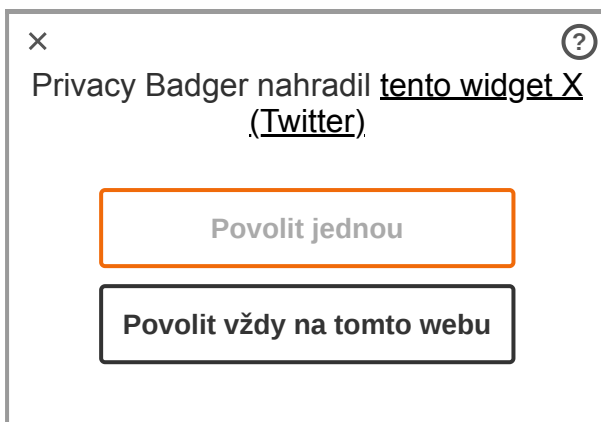 Privacy Badger nahradil tento widget X
(Twitter)
Povolit jednou
Povolit vždy na tomto webu